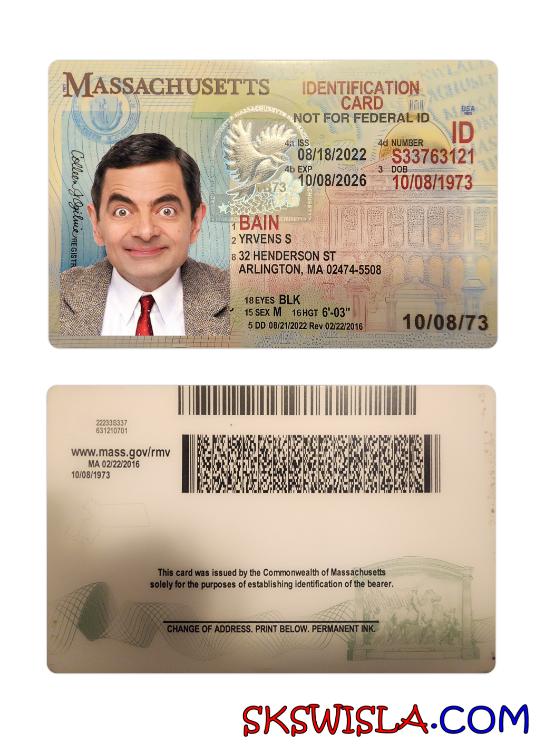 MASSACHUSETTS
IDENTIFICATION
CARD
NOT FOR FEDERAL ID
USA
ID
4a ISS
08/18/2022
4d NUMBER
S33763121
4b EXP
10/08/2026
3 DOB
10/08/1973
1 BAIN
2 YRVENS S
8 32 HENDERSON ST
ARLINGTON, MA 02474-5508
18 EYES BLK
15 SEX M 16 HGT 6'-03"
5 DD 08/21/2022 Rev 02/22/2016
10/08/73
22233S337
631210701
www.mass.gov/rmv
MA 02/22/2016
10/08/1973
This card was issued by the Commonwealth of Massachusetts
solely for the purposes of establishing identification of the bearer.
CHANGE OF ADDRESS. PRINT BELOW. PERMANENT INK.
SKSWISLA.COM